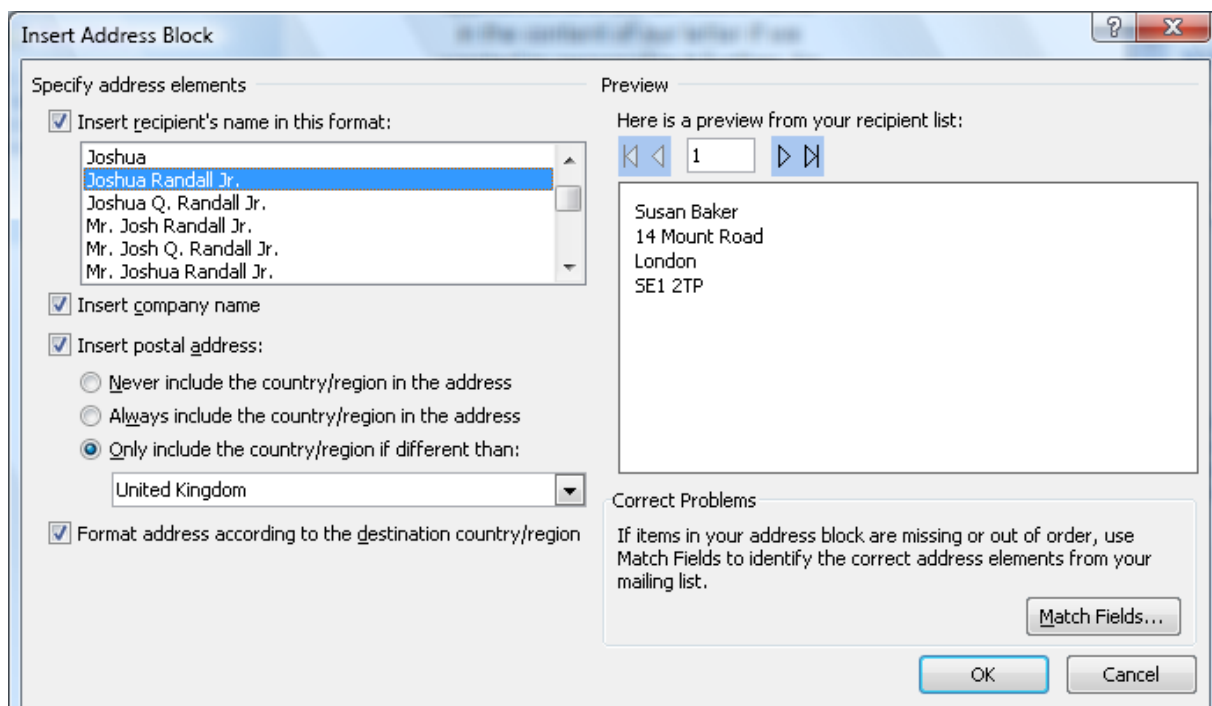 Insert Address Block
Specify address elements
Insert recipient's name in this format:
Joshua
Joshua Randall Jr.
Joshua Q. Randall Jr.
Mr. Josh Randall Jr.
Mr. Josh Q. Randall Jr.
Mr. Joshua Randall Jr.
Insert company name
Insert postal address:
Never include the country/region in the address
Always include the country/region in the address
Only include the country/region if different than:
United Kingdom
Format address according to the destination country/region
Preview
Here is a preview from your recipient list:
1
Susan Baker
14 Mount Road
London
SE1 2TP
Correct Problems
If items in your address block are missing or out of order, use
Match Fields to identify the correct address elements from your
mailing list.
Match Fields...
OK
Cancel